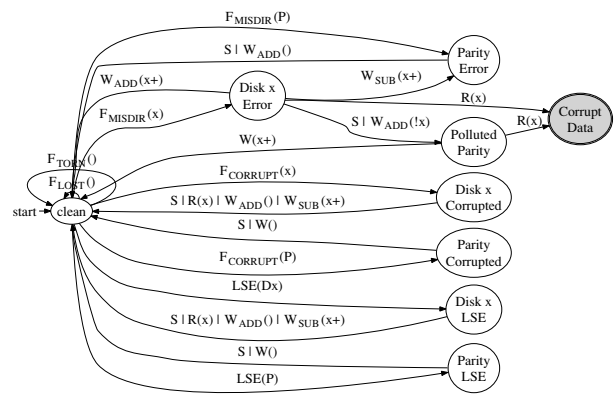 F_MISDIR(P)
S | W_ADD()
Parity
Error
W_ADD(x+)
Disk x
Error
W_SUB(x+)
R(x)
Corrupt
Data
F_MISDIR(x)
S | W_ADD(!x)
R(x)
Polluted
Parity
W(x+)
F_TORN()
F_LOST()
start
clean
F_CORRUPT(x)
Disk x
Corrupted
S | R(x) | W_ADD() | W_SUB(x+)
S | W()
Parity
Corrupted
F_CORRUPT(P)
LSE(Dx)
Disk x
LSE
S | R(x) | W_ADD() | W_SUB(x+)
S | W()
Parity
LSE
LSE(P)